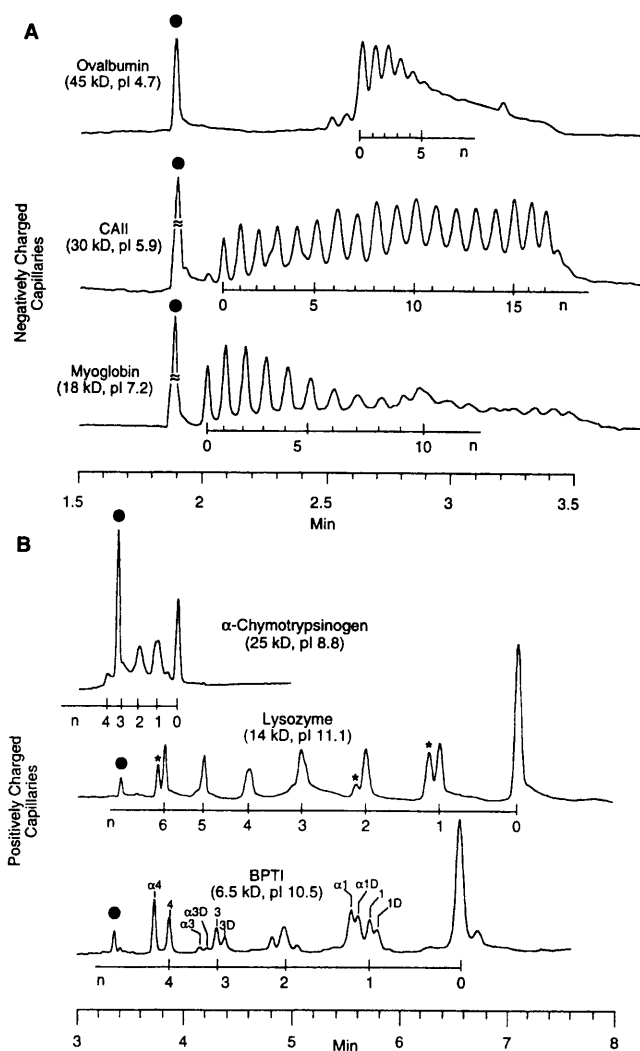 A
Ovalbumin
(45 kD, pI 4.7)
0 5 n
Negatively Charged
Capillaries
CAII
(30 kD, pI 5.9)
0 5 10 15 n
Myoglobin
(18 kD, pI 7.2)
0 5 10 n
1.5 2 2.5 3 3.5
Min
B
α-Chymotrypsinogen
(25 kD, pI 8.8)
n 4 3 2 1 0
Positively Charged
Capillaries
Lysozyme
(14 kD, pI 11.1)
* * *
n 6 5 4 3 2 1 0
BPTI
(6.5 kD, pI 10.5)
α4 4 α3 α3D 3 3D α1 α1D 1 1D
n 4 3 2 1 0
3 4 5 Min 6 7 8